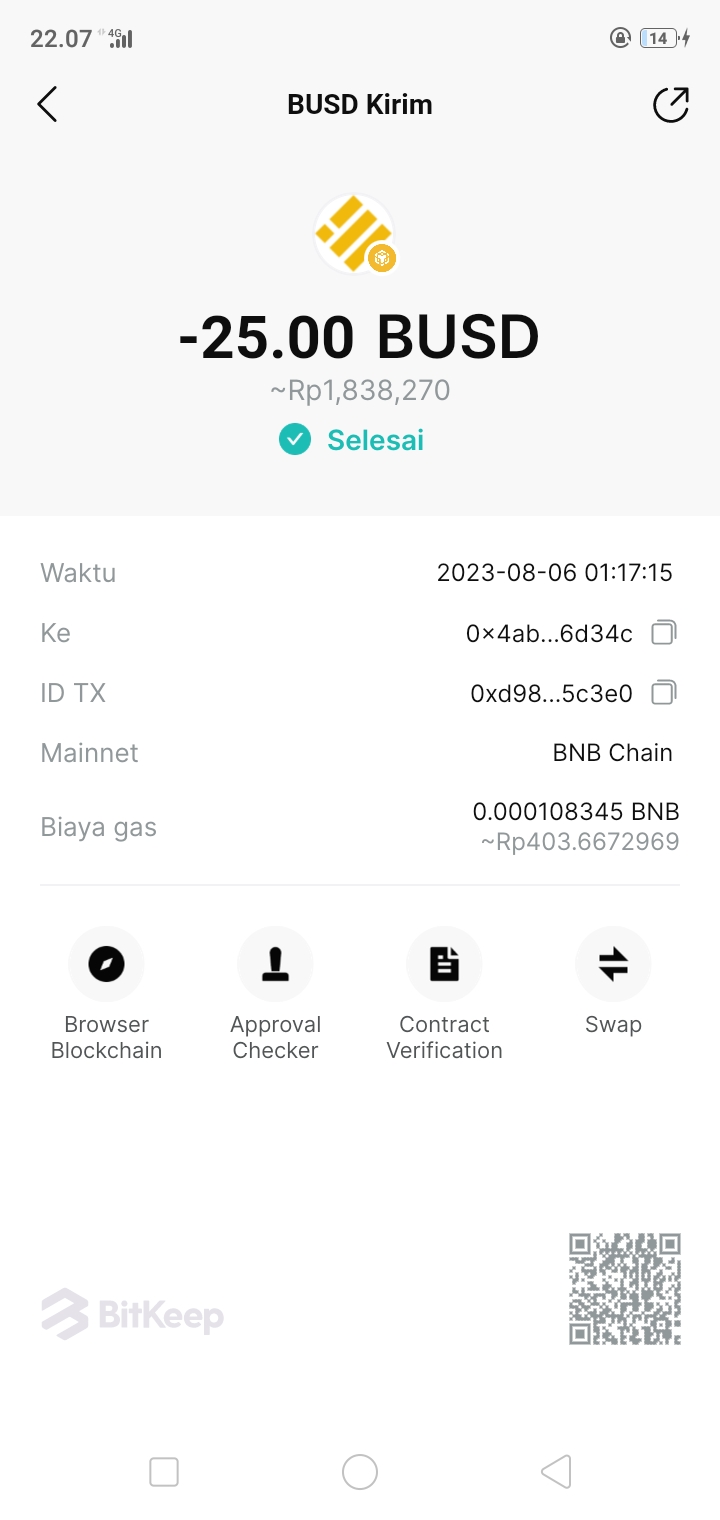 22.07 4G 14
BUSD Kirim
-25.00 BUSD
~Rp1,838,270
Selesai
Waktu 2023-08-06 01:17:15
Ke 0x4ab...6d34c
ID TX 0xd98...5c3e0
Mainnet BNB Chain
Biaya gas 0.000108345 BNB
~Rp403.6672969
Browser Approval Contract Swap
Blockchain Checker Verification
BitKeep